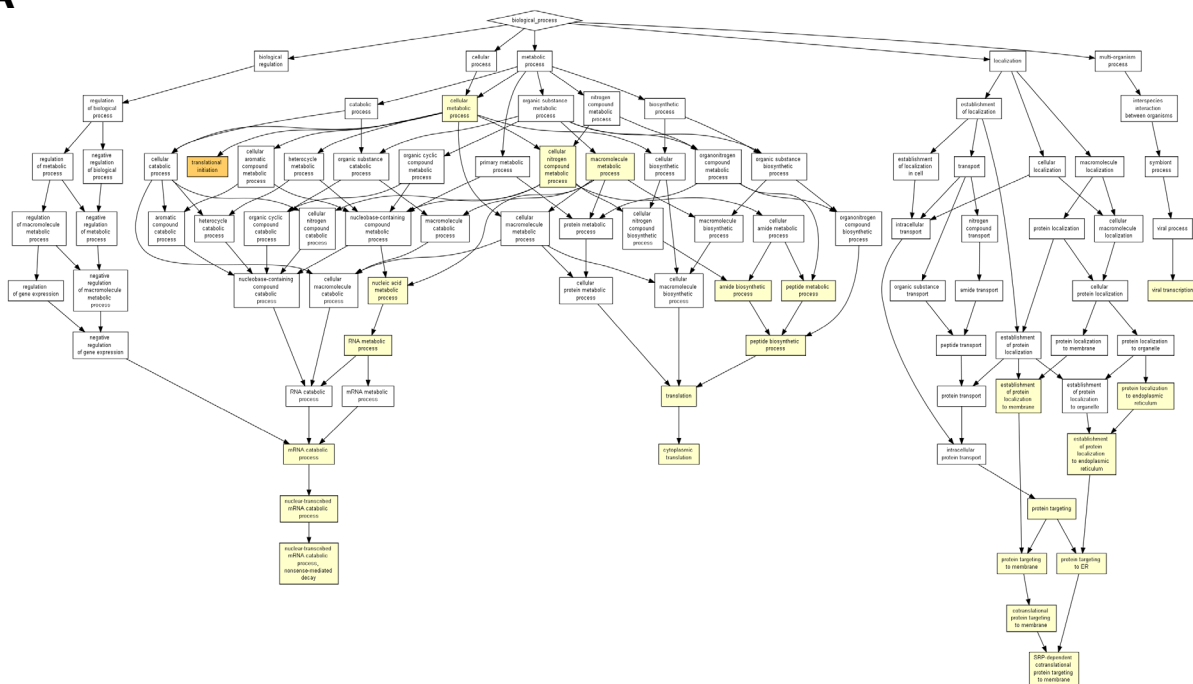 A
biological_process
biological
regulation
cellular
process
metabolic
process
localization
multi-organism
process
regulation
of biological
process
catabolic
process
cellular
metabolic
process
organic substance
metabolic
process
nitrogen
compound
metabolic
process
biosynthetic
process
establishment
of localization
interspecies
interaction
between organisms
regulation
of metabolic
process
negative
regulation
of biological
process
cellular
catabolic
process
translational
initiation
cellular
aromatic
compound
metabolic
process
heterocycle
metabolic
process
organic substance
catabolic
process
organic cyclic
compound
metabolic
process
primary metabolic
process
cellular
nitrogen
compound
metabolic
process
macromolecule
metabolic
process
cellular
biosynthetic
process
organonitrogen
compound
metabolic
process
organic substance
biosynthetic
process
establishment
of localization
in cell
transport
cellular
localization
macromolecule
localization
symbiont
process
regulation
of macromolecule
metabolic
process
negative
regulation
of metabolic
process
aromatic
compound
catabolic process
heterocycle
catabolic
process
organic cyclic
compound
catabolic
process
cellular
nitrogen
compound
catabolic
process
nucleobase-containing
compound
metabolic
process
macromolecule
catabolic
process
cellular
macromolecule
metabolic
process
protein metabolic
process
cellular
nitrogen
compound
biosynthetic
process
macromolecule
biosynthetic
process
cellular
amide metabolic
process
organonitrogen
compound
biosynthetic
process
intracellular
transport
nitrogen
compound
transport
protein localization
cellular
macromolecule
localization
viral process
regulation
of gene expression
negative
regulation
of macromolecule
metabolic
process
nucleobase-containing
compound
catabolic
process
cellular
macromolecule
catabolic
process
nucleic acid
metabolic
process
cellular
protein metabolic
process
cellular
macromolecule
biosynthetic
process
amide biosynthetic
process
peptide metabolic
process
organic substance
transport
amide transport
cellular
protein localization
viral transcription
negative
regulation
of gene expression
RNA metabolic
process
peptide biosynthetic
process
peptide transport
establishment
of protein
localization
protein localization
to membrane
protein localization
to organelle
RNA catabolic
process
mRNA metabolic
process
translation
protein transport
establishment
of protein
localization
to membrane
establishment
of protein
localization
to organelle
protein localization
to endoplasmic
reticulum
mRNA catabolic
process
cytoplasmic
translation
intracellular
protein transport
establishment
of protein
localization
to endoplasmic
reticulum
nuclear-transcribed
mRNA catabolic
process
protein targeting
nuclear-transcribed
mRNA catabolic
process,
nonsense-mediated
decay
protein targeting
to membrane
protein targeting
to ER
cotranslational
protein targeting
to membrane
SRP-dependent
cotranslational
protein targeting
to membrane